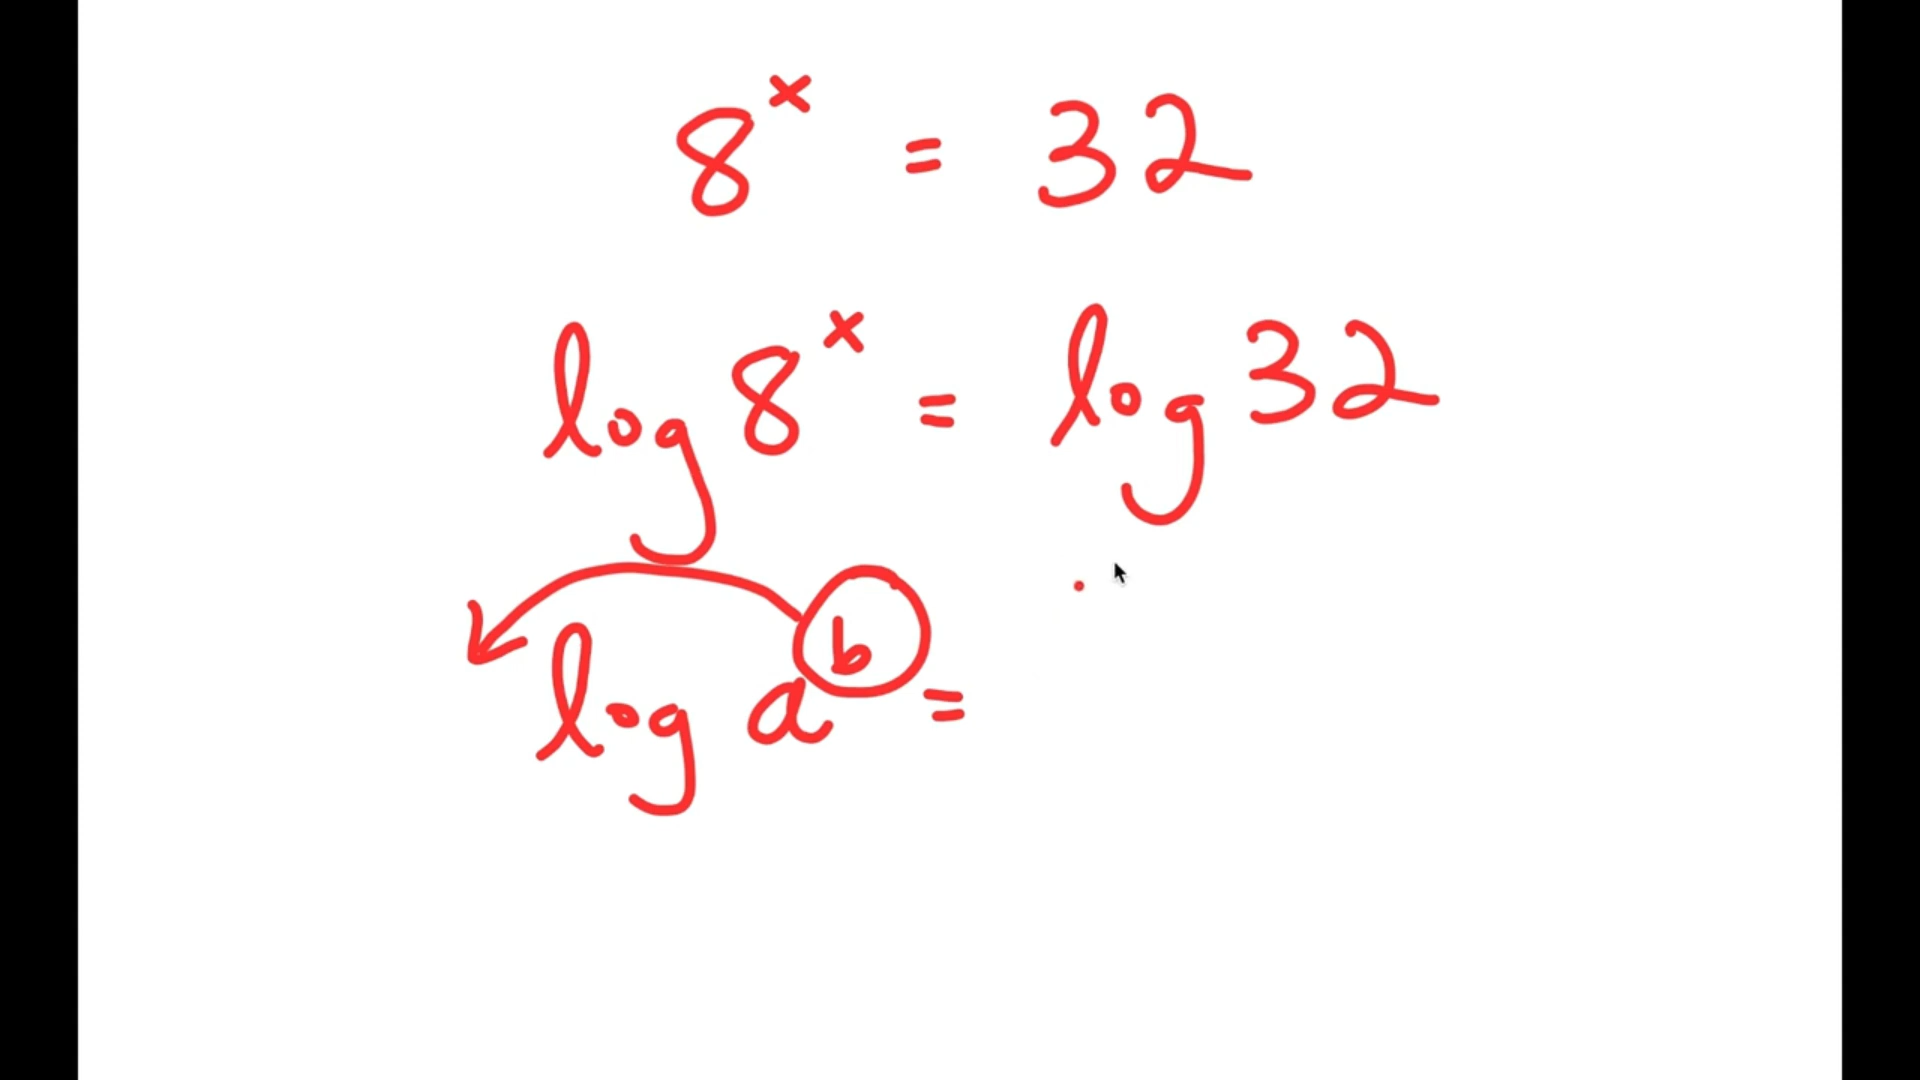 8^x = 32
log 8^x = log 32
log a^b =